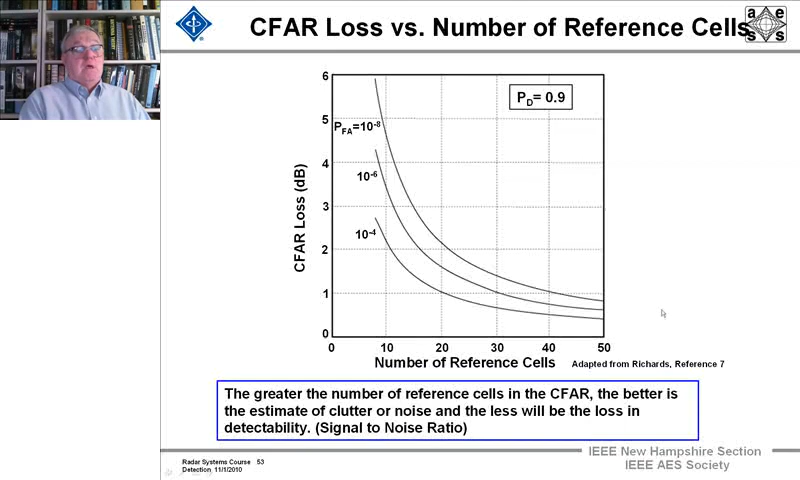 CFAR Loss vs. Number of Reference Cells
a e
s s
PD= 0.9
6
5
4
3
2
1
0
CFAR Loss (dB)
PFA=10-8
10-6
10-4
0 10 20 30 40 50
Number of Reference Cells
Adapted from Richards, Reference 7
The greater the number of reference cells in the CFAR, the better is
the estimate of clutter or noise and the less will be the loss in
detectability. (Signal to Noise Ratio)
IEEE New Hampshire Section
IEEE AES Society
Radar Systems Course 53
Detection 11/1/2010